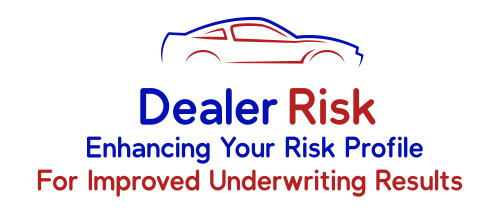 Dealer Risk
Enhancing Your Risk Profile
For Improved Underwriting Results